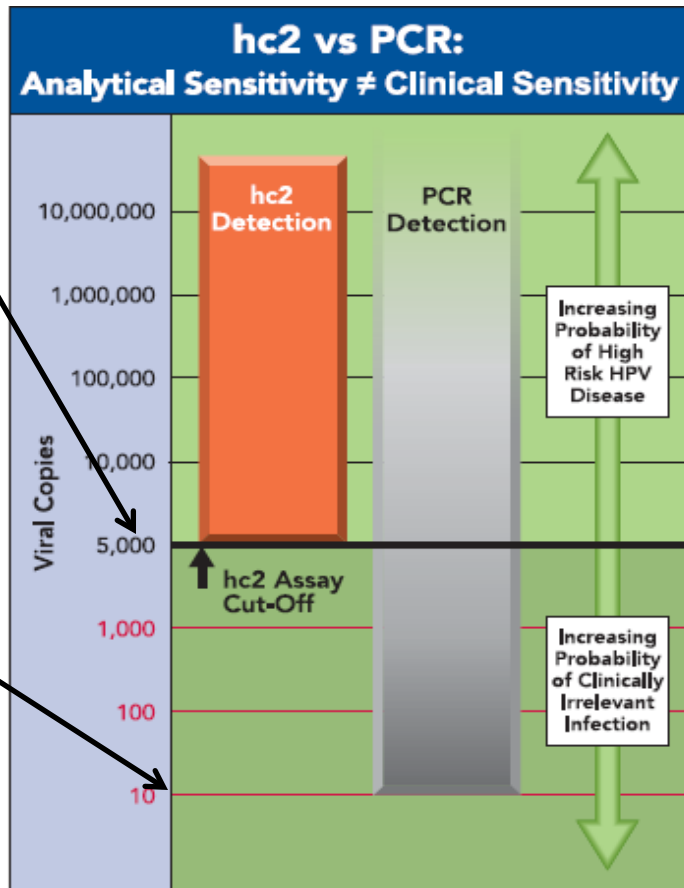 hc2 vs PCR:
Analytical Sensitivity ≠ Clinical Sensitivity
hc2
Detection
PCR
Detection
10,000,000
1,000,000
100,000
10,000
5,000
1,000
100
10
Viral Copies
hc2 Assay
Cut-Off
Increasing
Probability
of High
Risk HPV
Disease
Increasing
Probability
of Clinically
Irrelevant
Infection